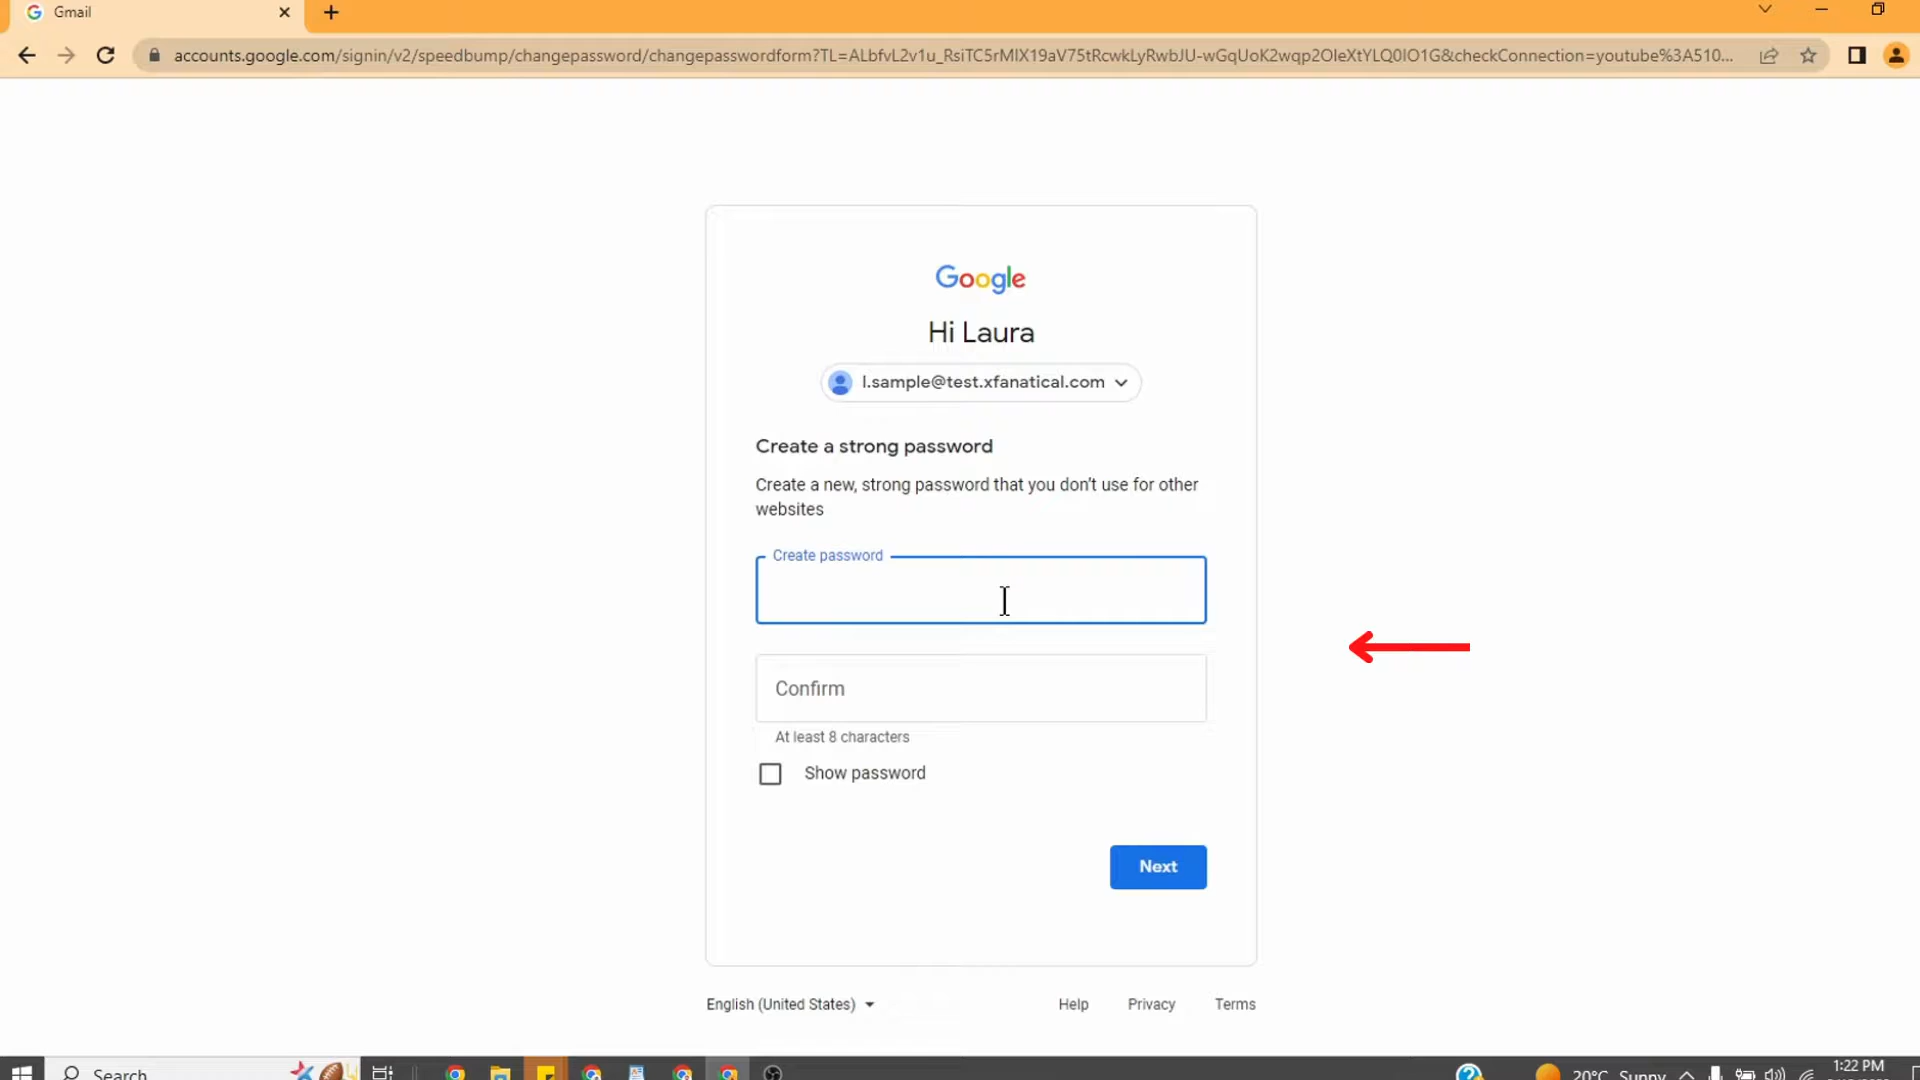 Gmail
accounts.google.com/signin/v2/speedbump/changepassword/changepasswordform?TL=ALbfvL2v1u_RsiTC5rMIX19aV75tRcwkLyRwbJU-wGqUoK2wqp2OleXtYLQ0IO1G&checkConnection=youtube%3A510...
Google
Hi Laura
l.sample@test.xfanatical.com
Create a strong password
Create a new, strong password that you don't use for other
websites
Create password
Confirm
At least 8 characters
Show password
Next
English (United States)
Help Privacy Terms
Search
20°C Sunny
1:22 PM